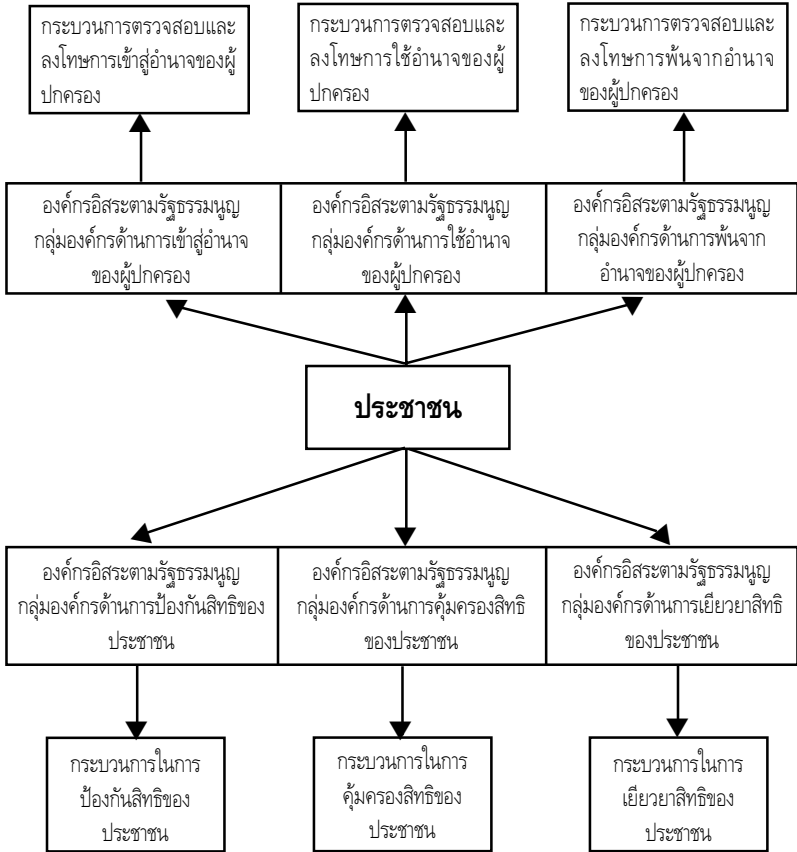 กระบวนการตรวจสอบและ
ลงโทษการเข้าสู่อำนาจของผู้
ปกครอง
กระบวนการตรวจสอบและ
ลงโทษการใช้อำนาจของผู้
ปกครอง
กระบวนการตรวจสอบและ
ลงโทษการพ้นจากอำนาจ
ของผู้ปกครอง
องค์กรอิสระตามรัฐธรรมนูญ
กลุ่มองค์กรด้านการเข้าสู่อำนาจ
ของผู้ปกครอง
องค์กรอิสระตามรัฐธรรมนูญ
กลุ่มองค์กรด้านการใช้อำนาจ
ของผู้ปกครอง
องค์กรอิสระตามรัฐธรรมนูญ
กลุ่มองค์กรด้านการพ้นจาก
อำนาจของผู้ปกครอง
ประชาชน
องค์กรอิสระตามรัฐธรรมนูญ
กลุ่มองค์กรด้านการป้องกันสิทธิของ
ประชาชน
องค์กรอิสระตามรัฐธรรมนูญ
กลุ่มองค์กรด้านการคุ้มครองสิทธิ
ของประชาชน
องค์กรอิสระตามรัฐธรรมนูญ
กลุ่มองค์กรด้านการเยียวยาสิทธิ
ของประชาชน
กระบวนการในการ
ป้องกันสิทธิของ
ประชาชน
กระบวนการในการ
คุ้มครองสิทธิของ
ประชาชน
กระบวนการในการ
เยียวยาสิทธิของ
ประชาชน